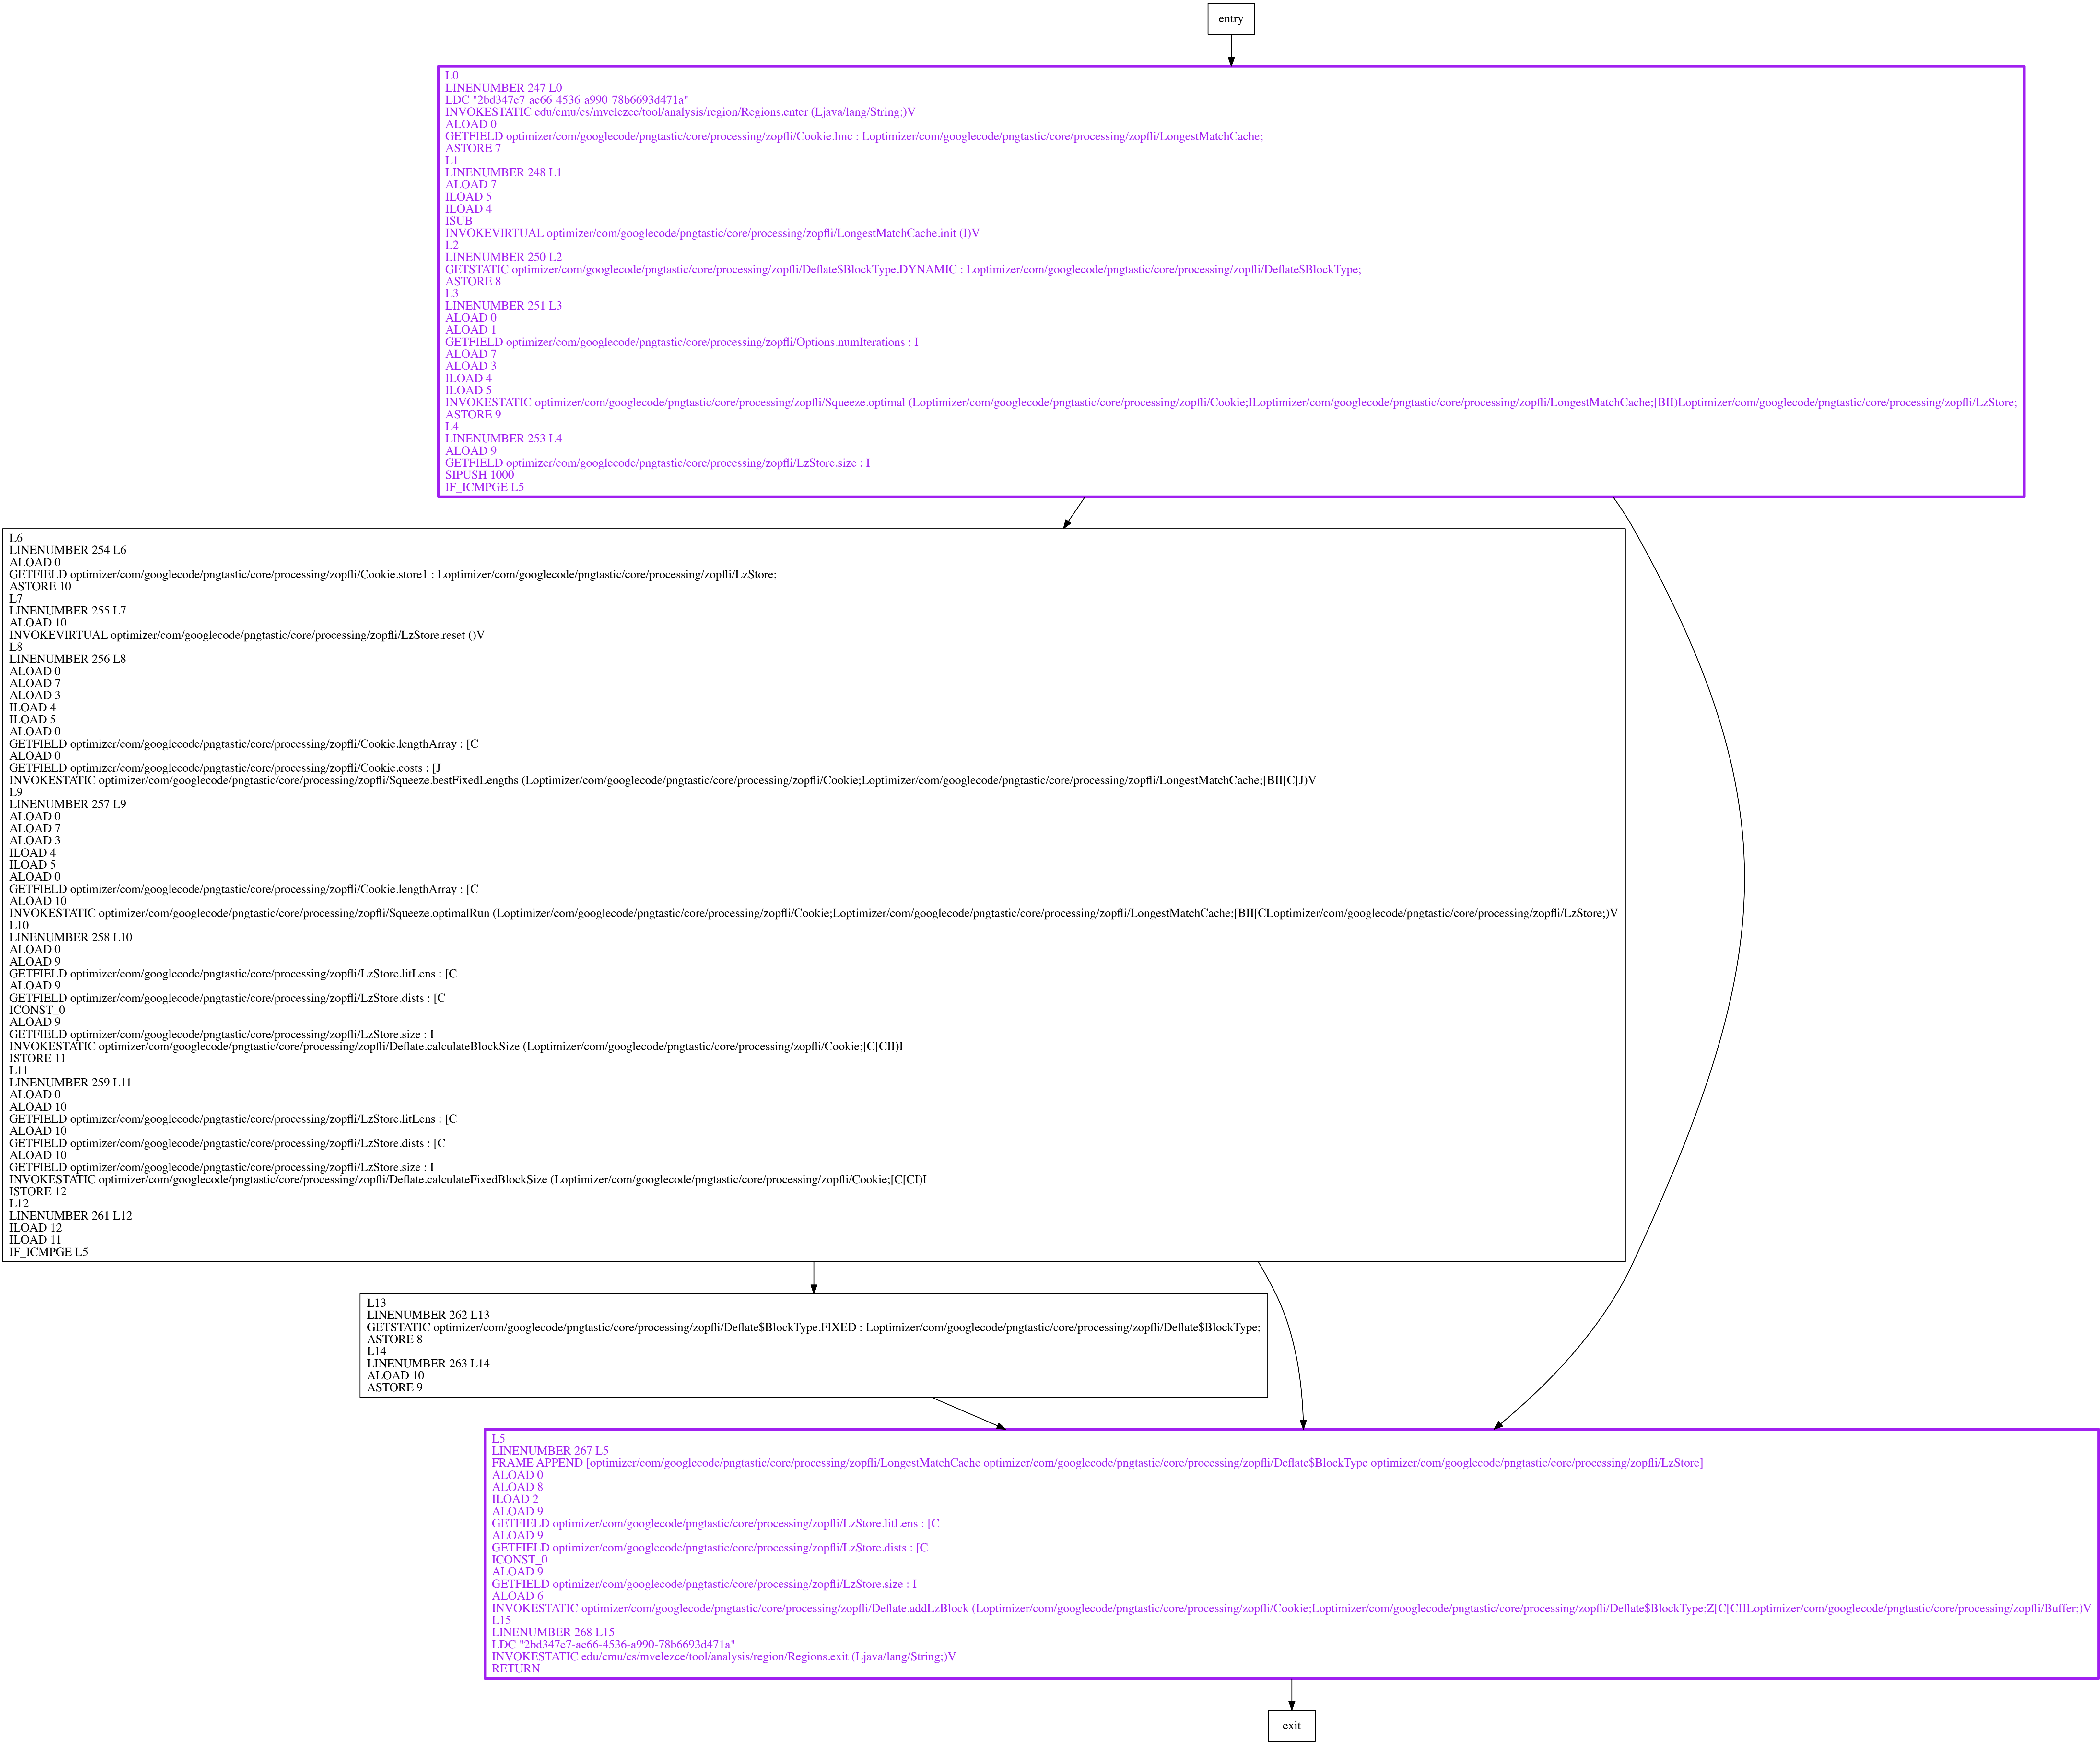 entry
L0
LINENUMBER 247 L0
LDC "2bd347e7-ac66-4536-a990-78b6693d471a"
INVOKESTATIC edu/cmu/cs/mvelezce/tool/analysis/region/Regions.enter (Ljava/lang/String;)V
ALOAD 0
GETFIELD optimizer/com/googlecode/pngtastic/core/processing/zopfli/Cookie.lmc : Loptimizer/com/googlecode/pngtastic/core/processing/zopfli/LongestMatchCache;
ASTORE 7
L1
LINENUMBER 248 L1
ALOAD 7
ILOAD 5
ILOAD 4
ISUB
INVOKEVIRTUAL optimizer/com/googlecode/pngtastic/core/processing/zopfli/LongestMatchCache.init (I)V
L2
LINENUMBER 250 L2
GETSTATIC optimizer/com/googlecode/pngtastic/core/processing/zopfli/Deflate$BlockType.DYNAMIC : Loptimizer/com/googlecode/pngtastic/core/processing/zopfli/Deflate$BlockType;
ASTORE 8
L3
LINENUMBER 251 L3
ALOAD 0
ALOAD 1
GETFIELD optimizer/com/googlecode/pngtastic/core/processing/zopfli/Options.numIterations : I
ALOAD 7
ALOAD 3
ILOAD 4
ILOAD 5
INVOKESTATIC optimizer/com/googlecode/pngtastic/core/processing/zopfli/Squeeze.optimal (Loptimizer/com/googlecode/pngtastic/core/processing/zopfli/Cookie;ILoptimizer/com/googlecode/pngtastic/core/processing/zopfli/LongestMatchCache;[BII)Loptimizer/com/googlecode/pngtastic/core/processing/zopfli/LzStore;
ASTORE 9
L4
LINENUMBER 253 L4
ALOAD 9
GETFIELD optimizer/com/googlecode/pngtastic/core/processing/zopfli/LzStore.size : I
SIPUSH 1000
IF_ICMPGE L5
L6
LINENUMBER 254 L6
ALOAD 0
GETFIELD optimizer/com/googlecode/pngtastic/core/processing/zopfli/Cookie.store1 : Loptimizer/com/googlecode/pngtastic/core/processing/zopfli/LzStore;
ASTORE 10
L7
LINENUMBER 255 L7
ALOAD 10
INVOKEVIRTUAL optimizer/com/googlecode/pngtastic/core/processing/zopfli/LzStore.reset ()V
L8
LINENUMBER 256 L8
ALOAD 0
ALOAD 7
ALOAD 3
ILOAD 4
ILOAD 5
ALOAD 0
GETFIELD optimizer/com/googlecode/pngtastic/core/processing/zopfli/Cookie.lengthArray : [C
ALOAD 0
GETFIELD optimizer/com/googlecode/pngtastic/core/processing/zopfli/Cookie.costs : [J
INVOKESTATIC optimizer/com/googlecode/pngtastic/core/processing/zopfli/Squeeze.bestFixedLengths (Loptimizer/com/googlecode/pngtastic/core/processing/zopfli/Cookie;Loptimizer/com/googlecode/pngtastic/core/processing/zopfli/LongestMatchCache;[BII[C[J)V
L9
LINENUMBER 257 L9
ALOAD 0
ALOAD 7
ALOAD 3
ILOAD 4
ILOAD 5
ALOAD 0
GETFIELD optimizer/com/googlecode/pngtastic/core/processing/zopfli/Cookie.lengthArray : [C
ALOAD 10
INVOKESTATIC optimizer/com/googlecode/pngtastic/core/processing/zopfli/Squeeze.optimalRun (Loptimizer/com/googlecode/pngtastic/core/processing/zopfli/Cookie;Loptimizer/com/googlecode/pngtastic/core/processing/zopfli/LongestMatchCache;[BII[CLoptimizer/com/googlecode/pngtastic/core/processing/zopfli/LzStore;)V
L10
LINENUMBER 258 L10
ALOAD 0
ALOAD 9
GETFIELD optimizer/com/googlecode/pngtastic/core/processing/zopfli/LzStore.litLens : [C
ALOAD 9
GETFIELD optimizer/com/googlecode/pngtastic/core/processing/zopfli/LzStore.dists : [C
ICONST_0
ALOAD 9
GETFIELD optimizer/com/googlecode/pngtastic/core/processing/zopfli/LzStore.size : I
INVOKESTATIC optimizer/com/googlecode/pngtastic/core/processing/zopfli/Deflate.calculateBlockSize (Loptimizer/com/googlecode/pngtastic/core/processing/zopfli/Cookie;[C[CII)I
ISTORE 11
L11
LINENUMBER 259 L11
ALOAD 0
ALOAD 10
GETFIELD optimizer/com/googlecode/pngtastic/core/processing/zopfli/LzStore.litLens : [C
ALOAD 10
GETFIELD optimizer/com/googlecode/pngtastic/core/processing/zopfli/LzStore.dists : [C
ALOAD 10
GETFIELD optimizer/com/googlecode/pngtastic/core/processing/zopfli/LzStore.size : I
INVOKESTATIC optimizer/com/googlecode/pngtastic/core/processing/zopfli/Deflate.calculateFixedBlockSize (Loptimizer/com/googlecode/pngtastic/core/processing/zopfli/Cookie;[C[CI)I
ISTORE 12
L12
LINENUMBER 261 L12
ILOAD 12
ILOAD 11
IF_ICMPGE L5
L13
LINENUMBER 262 L13
GETSTATIC optimizer/com/googlecode/pngtastic/core/processing/zopfli/Deflate$BlockType.FIXED : Loptimizer/com/googlecode/pngtastic/core/processing/zopfli/Deflate$BlockType;
ASTORE 8
L14
LINENUMBER 263 L14
ALOAD 10
ASTORE 9
L5
LINENUMBER 267 L5
FRAME APPEND [optimizer/com/googlecode/pngtastic/core/processing/zopfli/LongestMatchCache optimizer/com/googlecode/pngtastic/core/processing/zopfli/Deflate$BlockType optimizer/com/googlecode/pngtastic/core/processing/zopfli/LzStore]
ALOAD 0
ALOAD 8
ILOAD 2
ALOAD 9
GETFIELD optimizer/com/googlecode/pngtastic/core/processing/zopfli/LzStore.litLens : [C
ALOAD 9
GETFIELD optimizer/com/googlecode/pngtastic/core/processing/zopfli/LzStore.dists : [C
ICONST_0
ALOAD 9
GETFIELD optimizer/com/googlecode/pngtastic/core/processing/zopfli/LzStore.size : I
ALOAD 6
INVOKESTATIC optimizer/com/googlecode/pngtastic/core/processing/zopfli/Deflate.addLzBlock (Loptimizer/com/googlecode/pngtastic/core/processing/zopfli/Cookie;Loptimizer/com/googlecode/pngtastic/core/processing/zopfli/Deflate$BlockType;Z[C[CIILoptimizer/com/googlecode/pngtastic/core/processing/zopfli/Buffer;)V
L15
LINENUMBER 268 L15
LDC "2bd347e7-ac66-4536-a990-78b6693d471a"
INVOKESTATIC edu/cmu/cs/mvelezce/tool/analysis/region/Regions.exit (Ljava/lang/String;)V
RETURN
exit